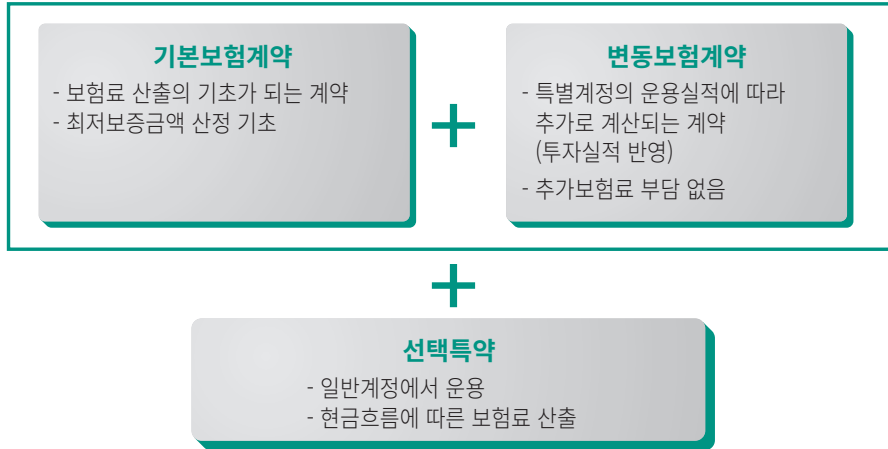 기본보험계약
- 보험료 산출의 기초가 되는 계약
- 최저보증금액 산정 기초
+
변동보험계약
- 특별계정의 운용실적에 따라
추가로 계산되는 계약
(투자실적 반영)
- 추가보험료 부담 없음
+
선택특약
- 일반계정에서 운용
- 현금흐름에 따른 보험료 산출